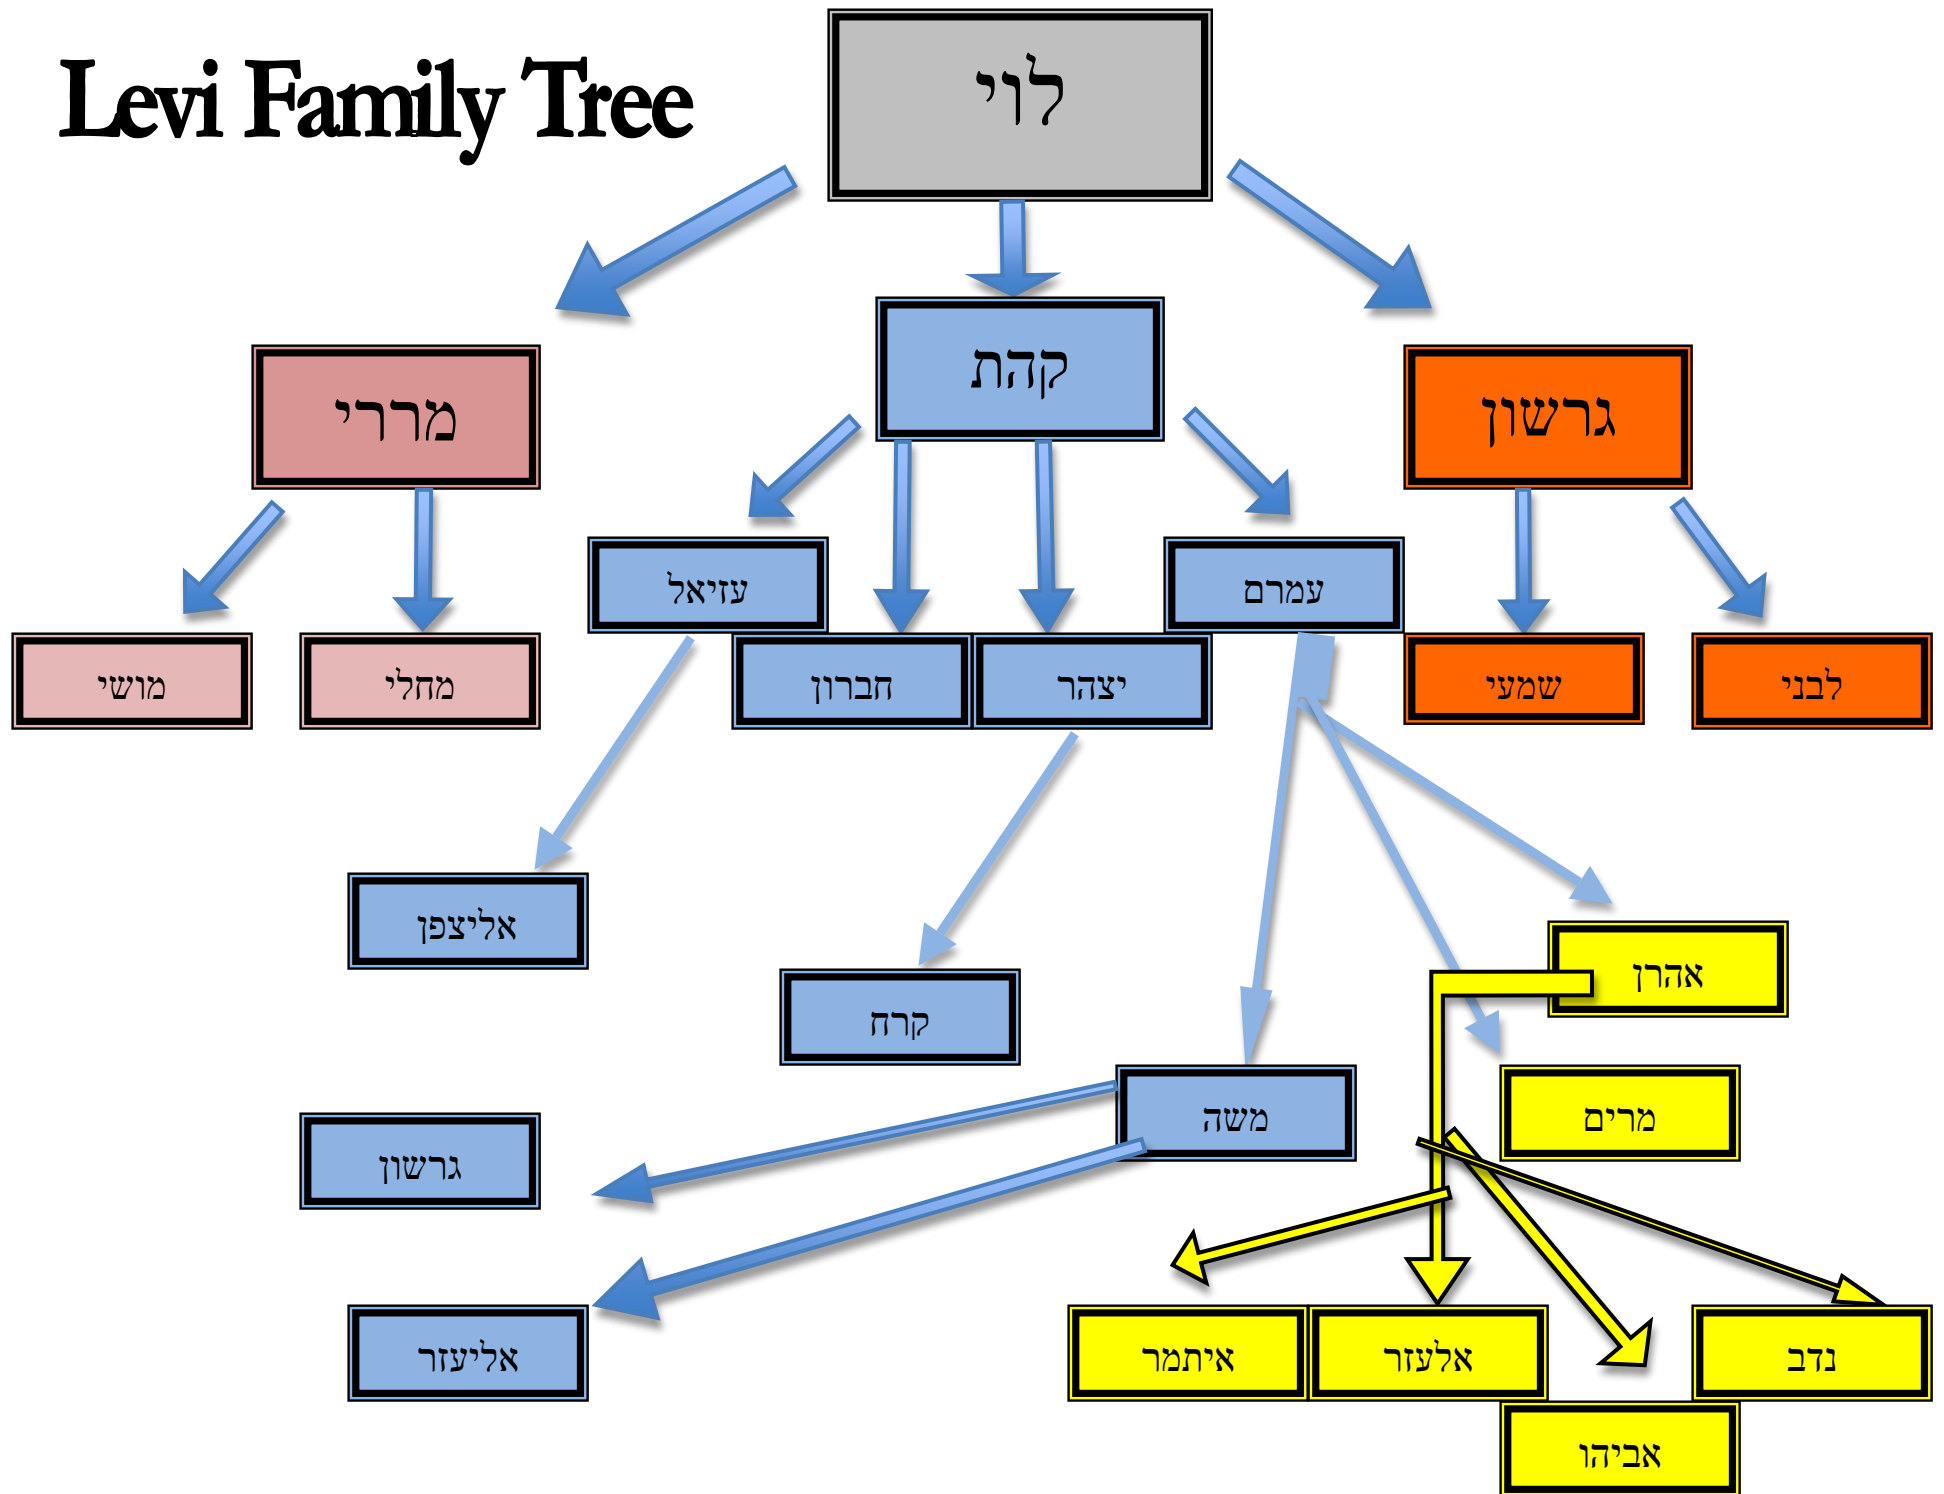 Levi Family Tree
לוי
קהת
גרשון
מררי
עמרם
עזיאל
לבני
שמעי
יצהר
חברון
מחלי
מושי
אליצפן
אהרן
קרח
מרים
משה
גרשון
נדב
אלעזר
איתמר
אליעזר
אביהו